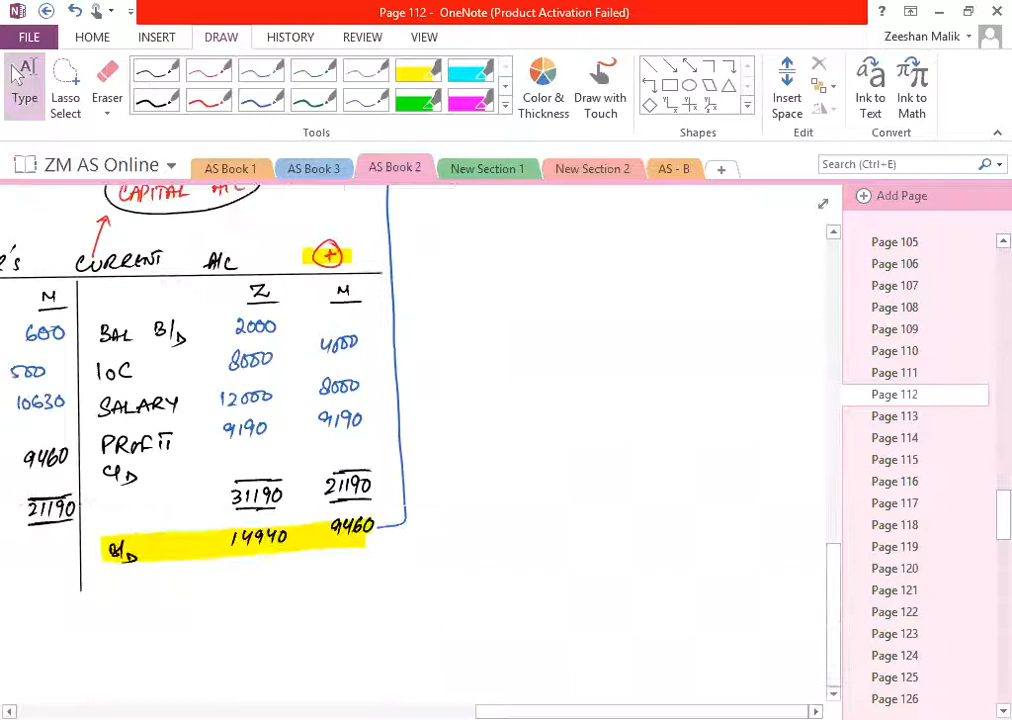 Page 112 - OneNote (Product Activation Failed)
FILE HOME INSERT DRAW HISTORY REVIEW VIEW
Zeeshan Malik
Type
Lasso Select
Eraser
Color & Thickness
Draw with Touch
Insert Space
Ink to Text
Ink to Math
Tools Shapes Edit Convert
ZM AS Online AS Book 1 AS Book 3 AS Book 2 New Section 1 New Section 2 AS - B
Search (Ctrl+E)
Add Page
Page 105
Page 106
Page 107
Page 108
Page 109
Page 110
Page 111
Page 112
Page 113
Page 114
Page 115
Page 116
Page 117
Page 118
Page 119
Page 120
Page 121
Page 122
Page 123
Page 124
Page 125
Page 126
CAPITAL A/C
R's CURRENT A/C +
M Z M
600 BAL B/D 2000 4000
500 IOC 8000
10630 SALARY 12000 8000
PROFIT 9190 9190
9460 C/D
21190 31190 21190
B/D 14940 9460